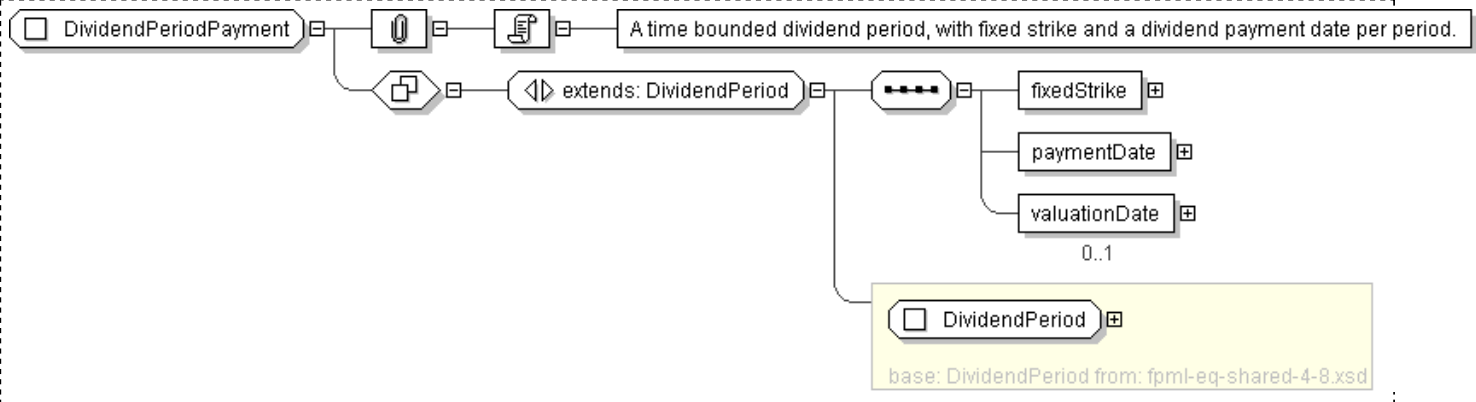 DividendPeriodPayment
A time bounded dividend period, with fixed strike and a dividend payment date per period.
extends: DividendPeriod
fixedStrike
paymentDate
valuationDate
0..1
DividendPeriod
base: DividendPeriod from: fpml-eq-shared-4-8.xsd